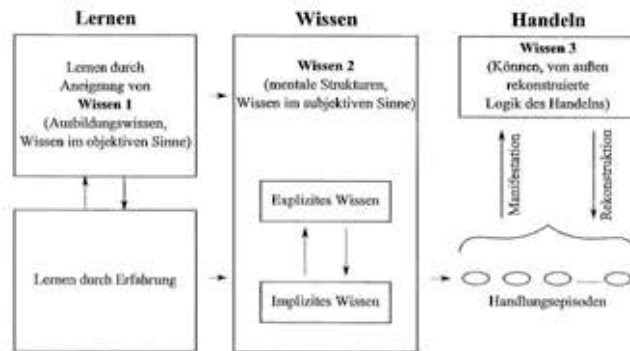 Lernen
Wissen
Handeln
Lernen durch
Aneignung von
Wissen 1
(Ausbildungswissen,
Wissen im objektiven Sinne)
Lernen durch Erfahrung
Wissen 2
(mentale Strukturen,
Wissen im subjektiven Sinne)
Explizites Wissen
Implizites Wissen
Wissen 3
(Können, von außen
rekonstruierte
Logik des Handelns)
Manifestation
Rekonstruktion
Handlungsepisoden